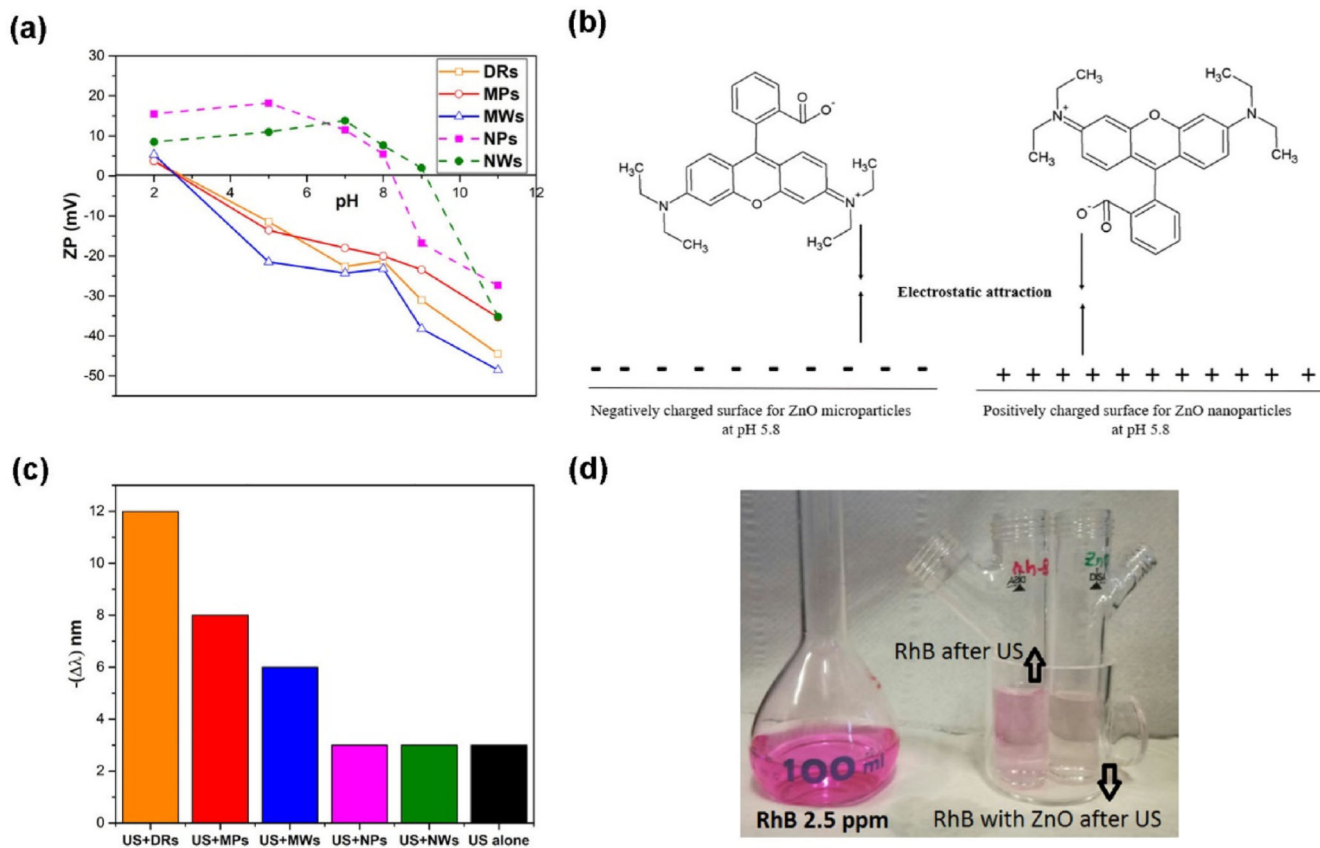 (a)
30
20
10
0
-10
-20
-30
-40
-50
ZP (mV)
2
4
6
8
10
12
pH
DRs
MPs
MWs
NPs
NWs
(b)
O
O-
H3C
CH3
N
O
N+
CH3
H3C
CH3
H3C
N+
O
N
CH3
CH3
O-
O
Electrostatic attraction
- - - - - - - - - -
+ + + + + + + + + + +
Negatively charged surface for ZnO microparticles
at pH 5.8
Positively charged surface for ZnO nanoparticles
at pH 5.8
(c)
12
10
8
6
4
2
0
-(Δλ) nm
US+DRs
US+MPs
US+MWs
US+NPs
US+NWs
US alone
(d)
RhB after US
100 ml
RhB 2.5 ppm
RhB with ZnO after US